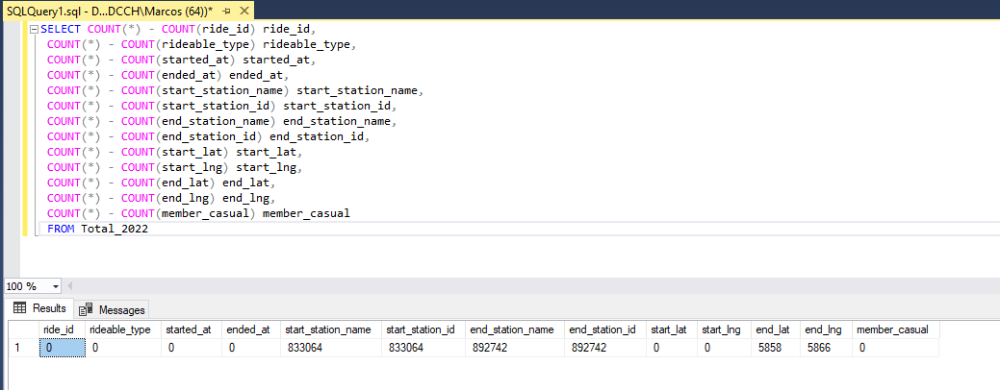 SQLQuery1.sql - D...DCCH\Marcos (64))*
SELECT COUNT(*) - COUNT(ride_id) ride_id,
COUNT(*) - COUNT(rideable_type) rideable_type,
COUNT(*) - COUNT(started_at) started_at,
COUNT(*) - COUNT(ended_at) ended_at,
COUNT(*) - COUNT(start_station_name) start_station_name,
COUNT(*) - COUNT(start_station_id) start_station_id,
COUNT(*) - COUNT(end_station_name) end_station_name,
COUNT(*) - COUNT(end_station_id) end_station_id,
COUNT(*) - COUNT(start_lat) start_lat,
COUNT(*) - COUNT(start_lng) start_lng,
COUNT(*) - COUNT(end_lat) end_lat,
COUNT(*) - COUNT(end_lng) end_lng,
COUNT(*) - COUNT(member_casual) member_casual
FROM Total_2022
100 %
Results Messages
ride_id rideable_type started_at ended_at start_station_name start_station_id end_station_name end_station_id start_lat start_lng end_lat end_lng member_casual
1 0 0 0 0 833064 833064 892742 892742 0 0 5858 5866 0